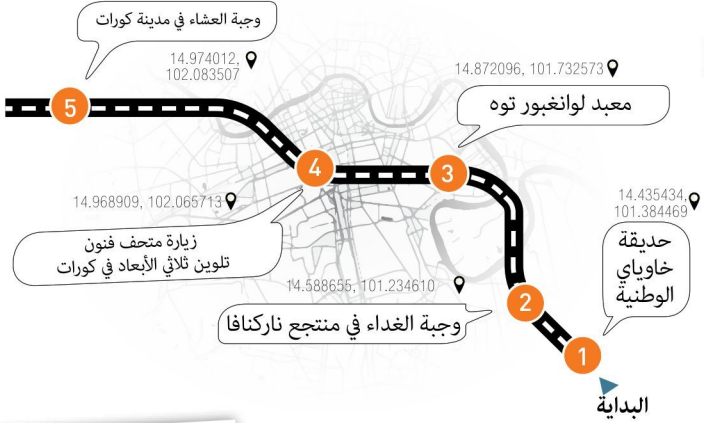 وجبة العشاء في مدينة كورات
14.974012,
102.083507
5
14.872096, 101.732573
معبد لوانغبور توه
4
3
14.968909, 102.065713
زيارة متحف فنون
تلوين ثلاثي الأبعاد في كورات
14.435434,
101.384469
حديقة
خاوياي
الوطنية
14.588655, 101.234610
وجبة الغداء في منتجع ناركنافا
2
1
البداية